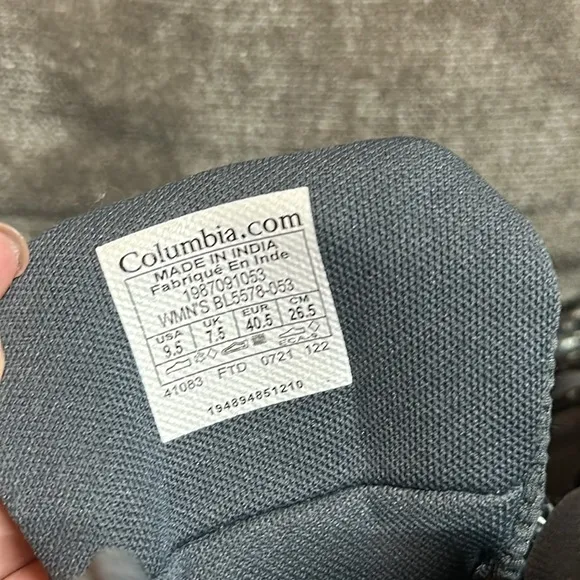 Columbia.com
MADE IN INDIA
Fabriqué En Inde
1987091053
WMN'S BL5578-053
USA UK EUR CM
9.5 7.5 40.5 26.5
E.C.A.S
41083 FTD 0721 122
194894851210